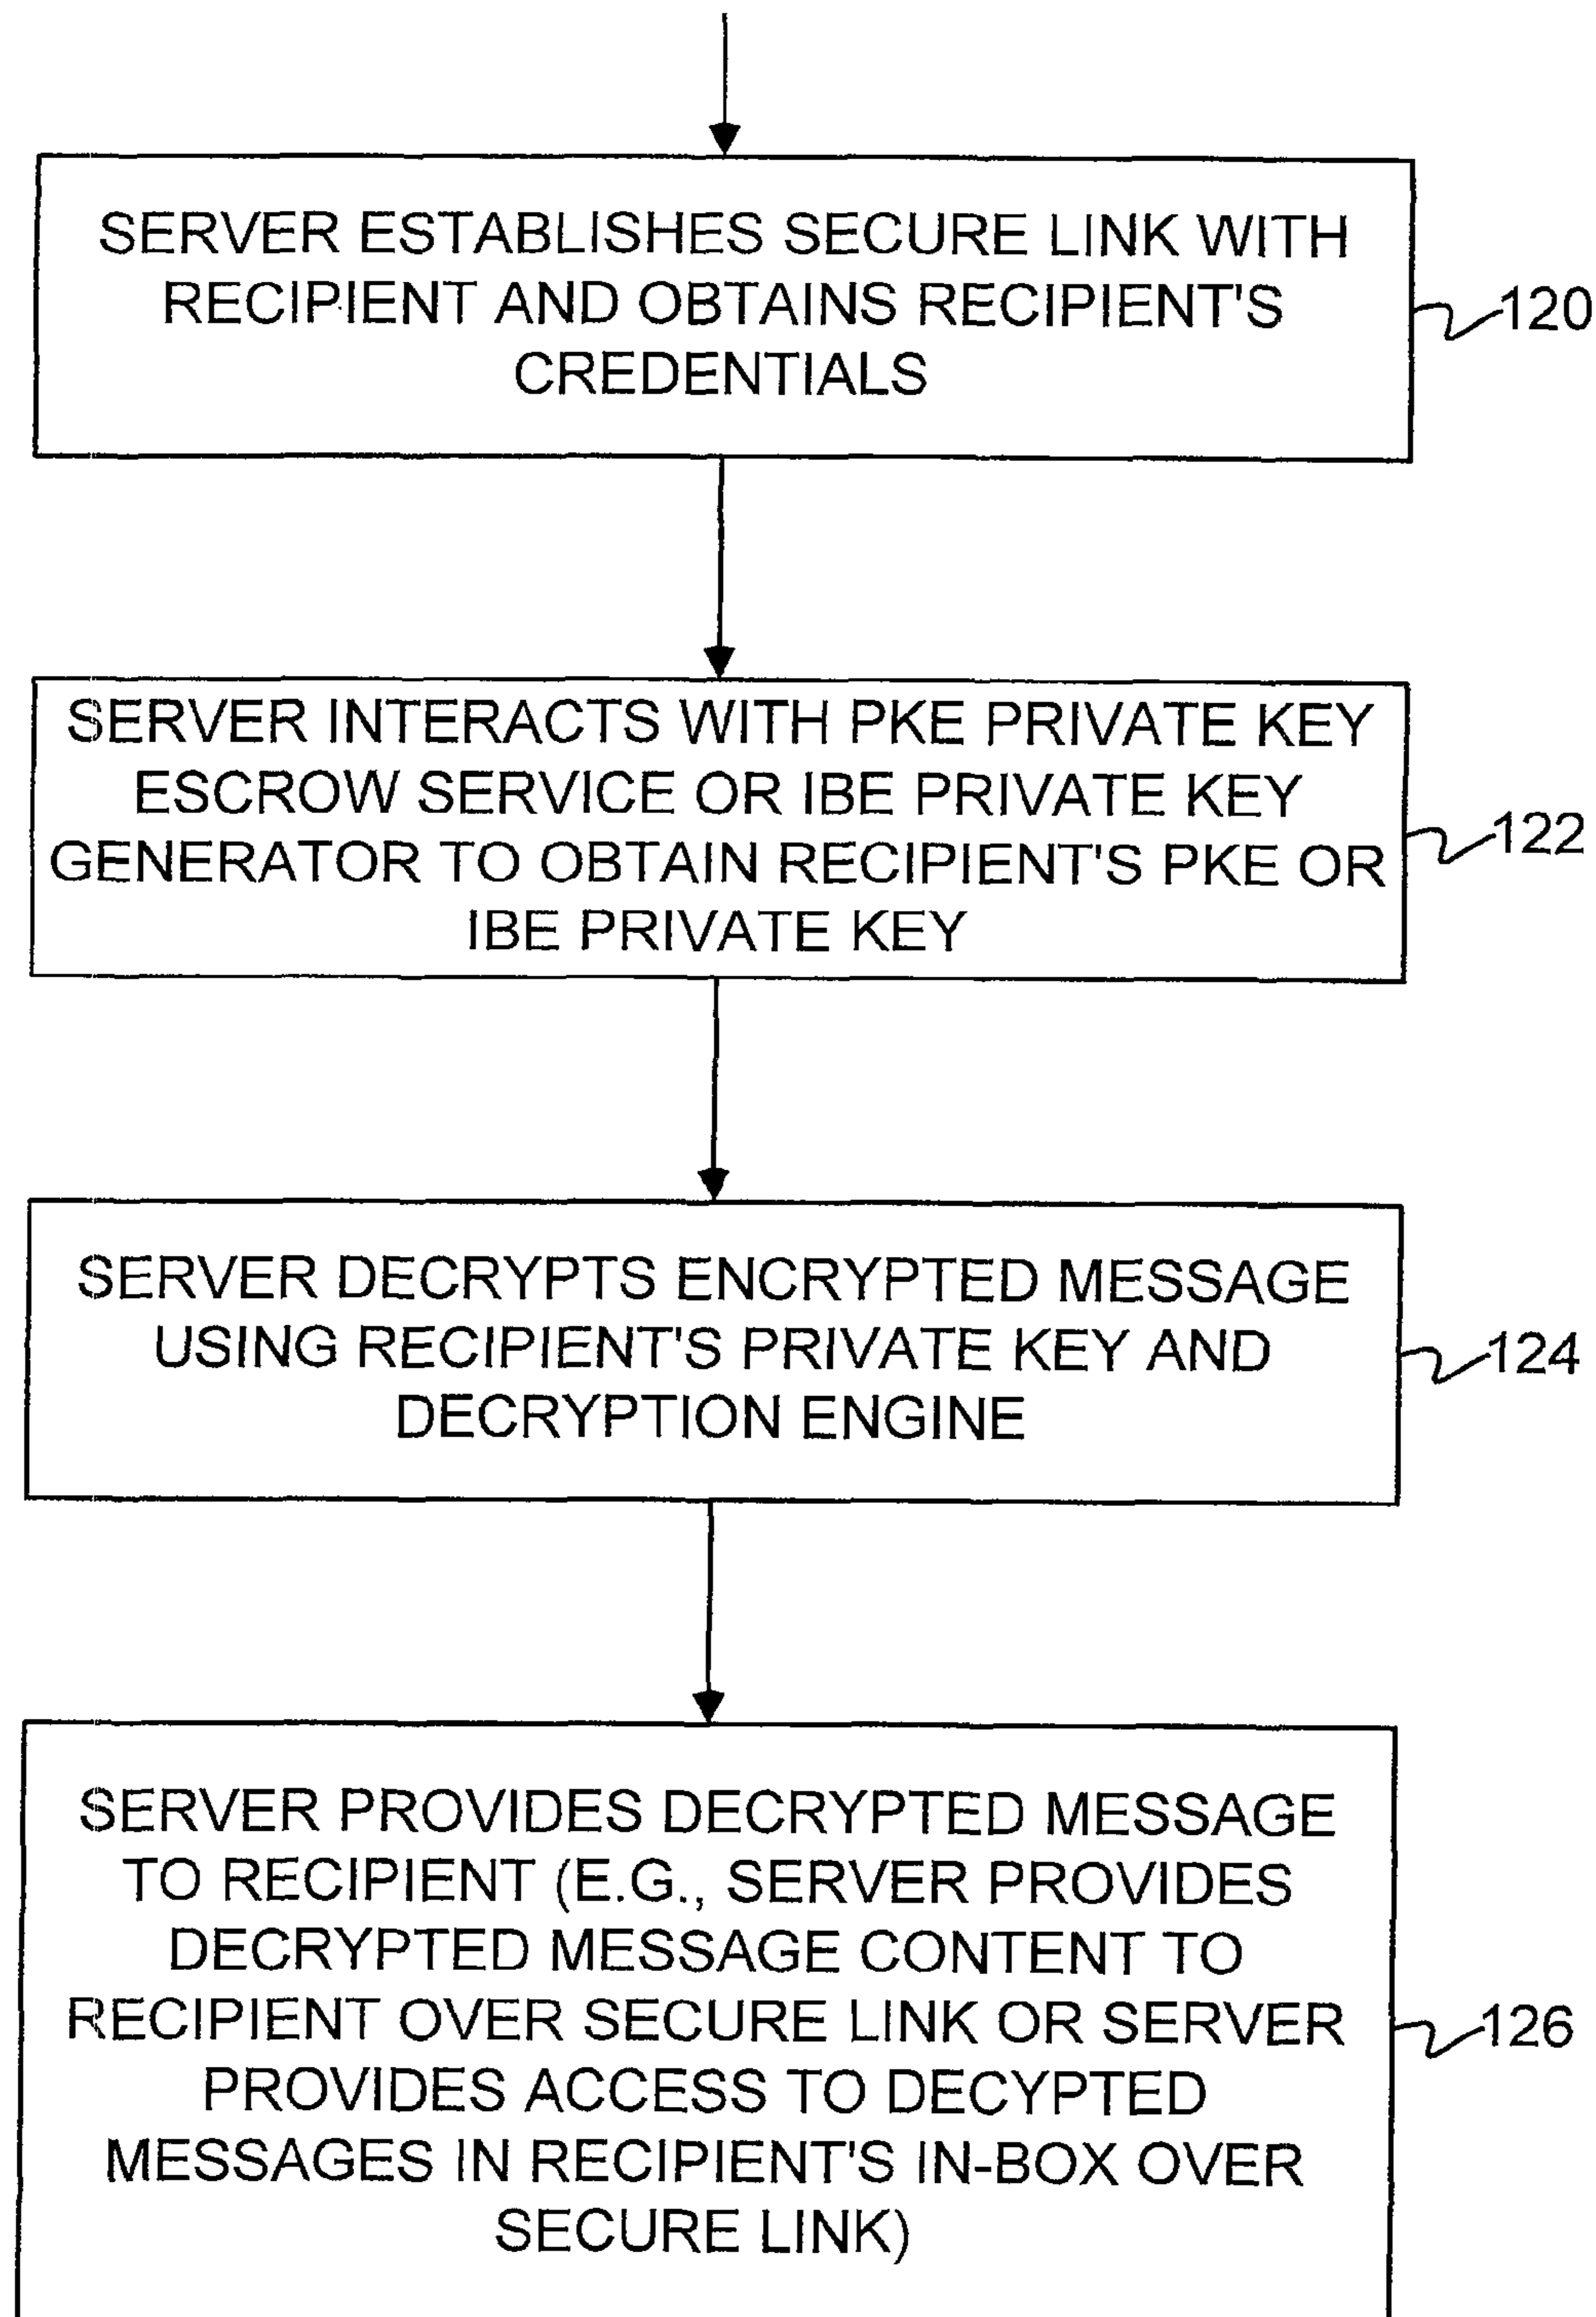 SERVER ESTABLISHES SECURE LINK WITH
RECIPIENT AND OBTAINS RECIPIENT'S
CREDENTIALS
120
SERVER INTERACTS WITH PKE PRIVATE KEY
ESCROW SERVICE OR IBE PRIVATE KEY
GENERATOR TO OBTAIN RECIPIENT'S PKE OR
IBE PRIVATE KEY
122
SERVER DECRYPTS ENCRYPTED MESSAGE
USING RECIPIENT'S PRIVATE KEY AND
DECRYPTION ENGINE
124
SERVER PROVIDES DECRYPTED MESSAGE
TO RECIPIENT (E.G., SERVER PROVIDES
DECRYPTED MESSAGE CONTENT TO
RECIPIENT OVER SECURE LINK OR SERVER
PROVIDES ACCESS TO DECYPTED
MESSAGES IN RECIPIENT'S IN-BOX OVER
SECURE LINK)
126